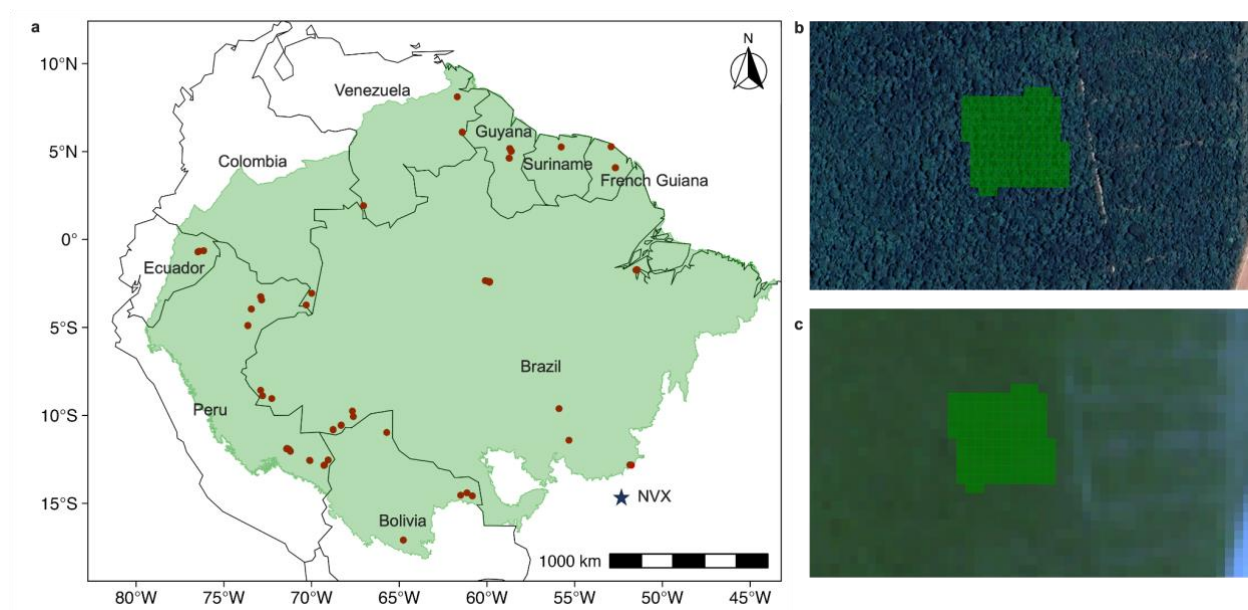 a
b
N
10°N
Venezuela
Guyana
5°N
Suriname
Colombia
French Guiana
0°
Ecuador
c
5°S
Brazil
Peru
10°S
15°S
NVX
Bolivia
1000 km
80°W 75°W 70°W 65°W 60°W 55°W 50°W 45°W